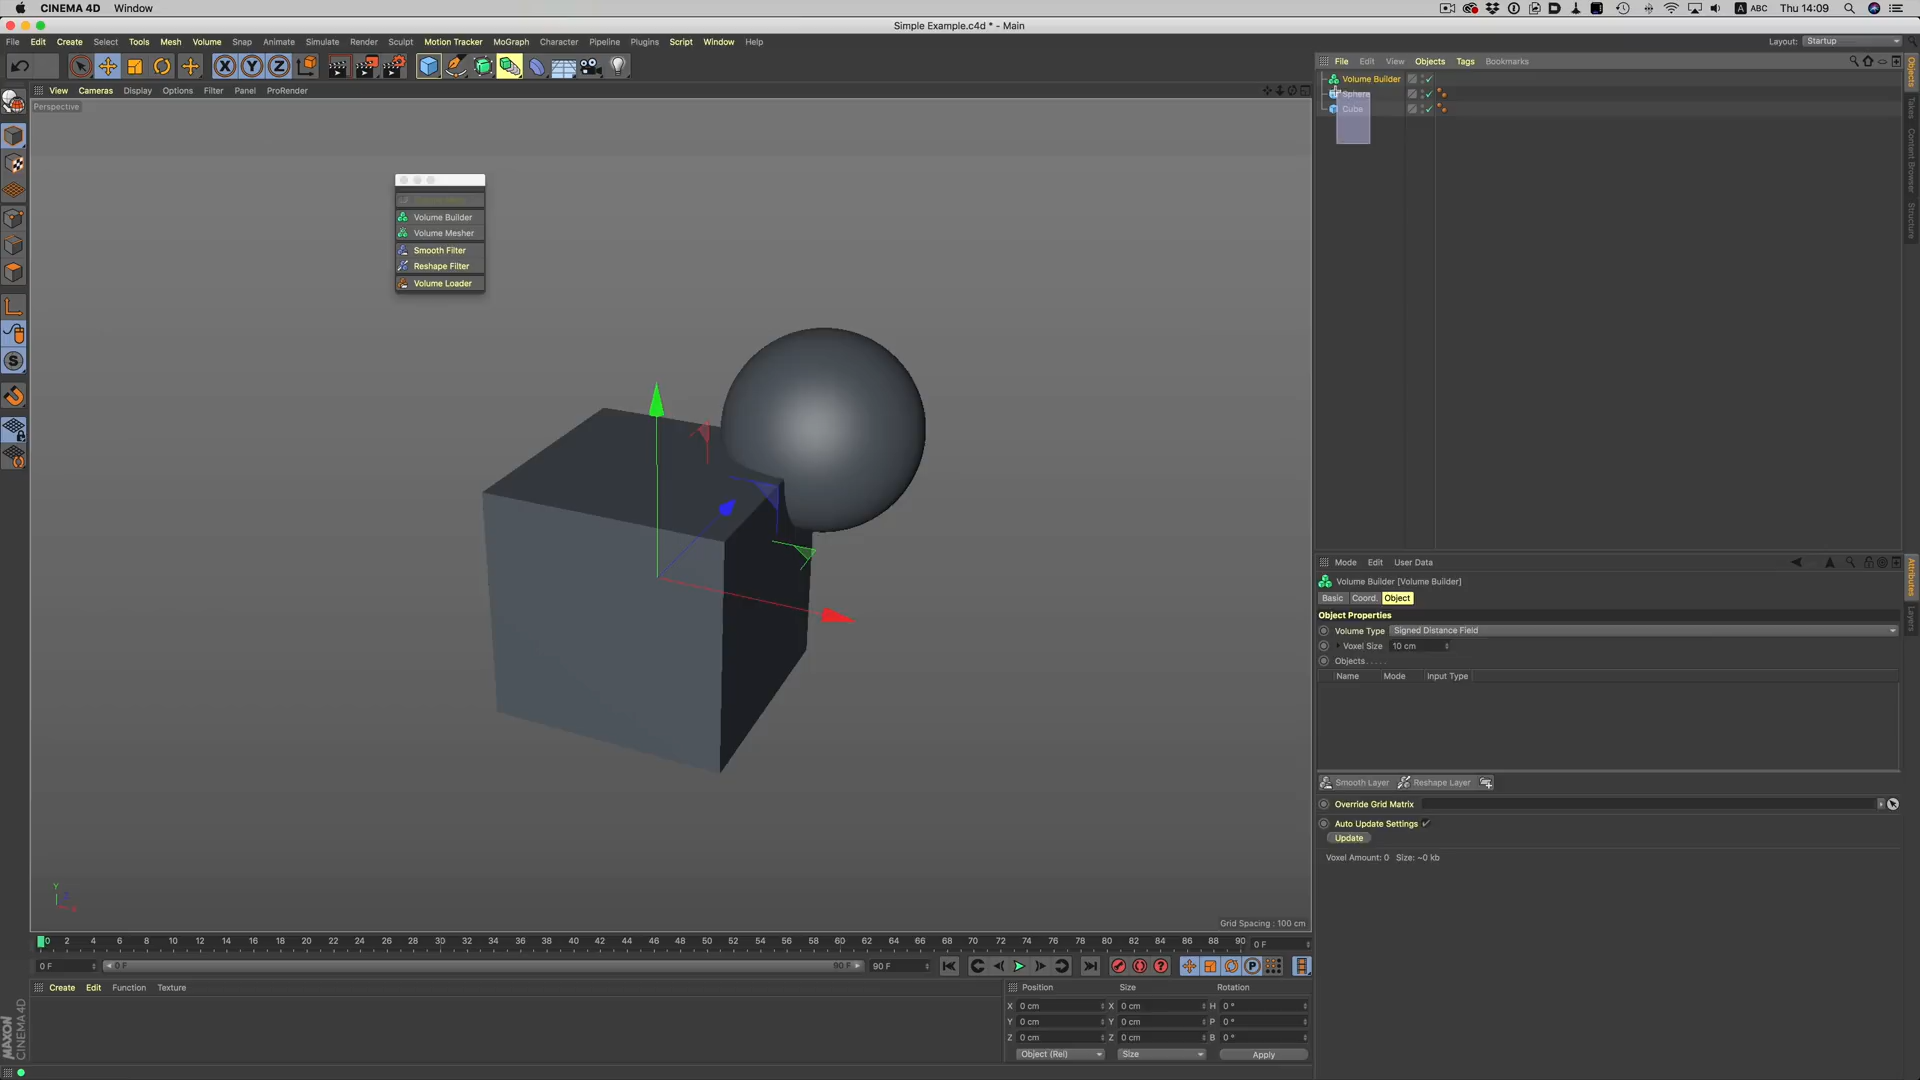 CINEMA 4D Window
ABC Thu 14:09
Simple Example.c4d * - Main
File Edit Create Select Tools Mesh Volume Snap Animate Simulate Render Sculpt Motion Tracker MoGraph Character Pipeline Plugins Script Window Help
Layout: Startup
File Edit View Objects Tags Bookmarks
Volume Builder
Sphere
Cube
View Cameras Display Options Filter Panel ProRender
Perspective
Volume Builder
Volume Mesher
Smooth Filter
Reshape Filter
Volume Loader
Objects
Takes
Content Browser
Structure
Mode Edit User Data
Volume Builder [Volume Builder]
Basic Coord. Object
Object Properties
Volume Type Signed Distance Field
Voxel Size 10 cm
Objects . . . . .
Name Mode Input Type
Smooth Layer Reshape Layer
Override Grid Matrix
Auto Update Settings
Update
Voxel Amount: 0 Size: ~0 kb
Attributes
Layers
Y
Grid Spacing : 100 cm
0 2 4 6 8 10 12 14 16 18 20 22 24 26 28 30 32 34 36 38 40 42 44 46 48 50 52 54 56 58 60 62 64 66 68 70 72 74 76 78 80 82 84 86 88 90 0 F
0 F 0 F 90 F 90 F
Create Edit Function Texture
Position Size Rotation
X 0 cm X 0 cm H 0 °
Y 0 cm Y 0 cm P 0 °
Z 0 cm Z 0 cm B 0 °
Object (Rel) Size Apply
MAXON
CINEMA 4D